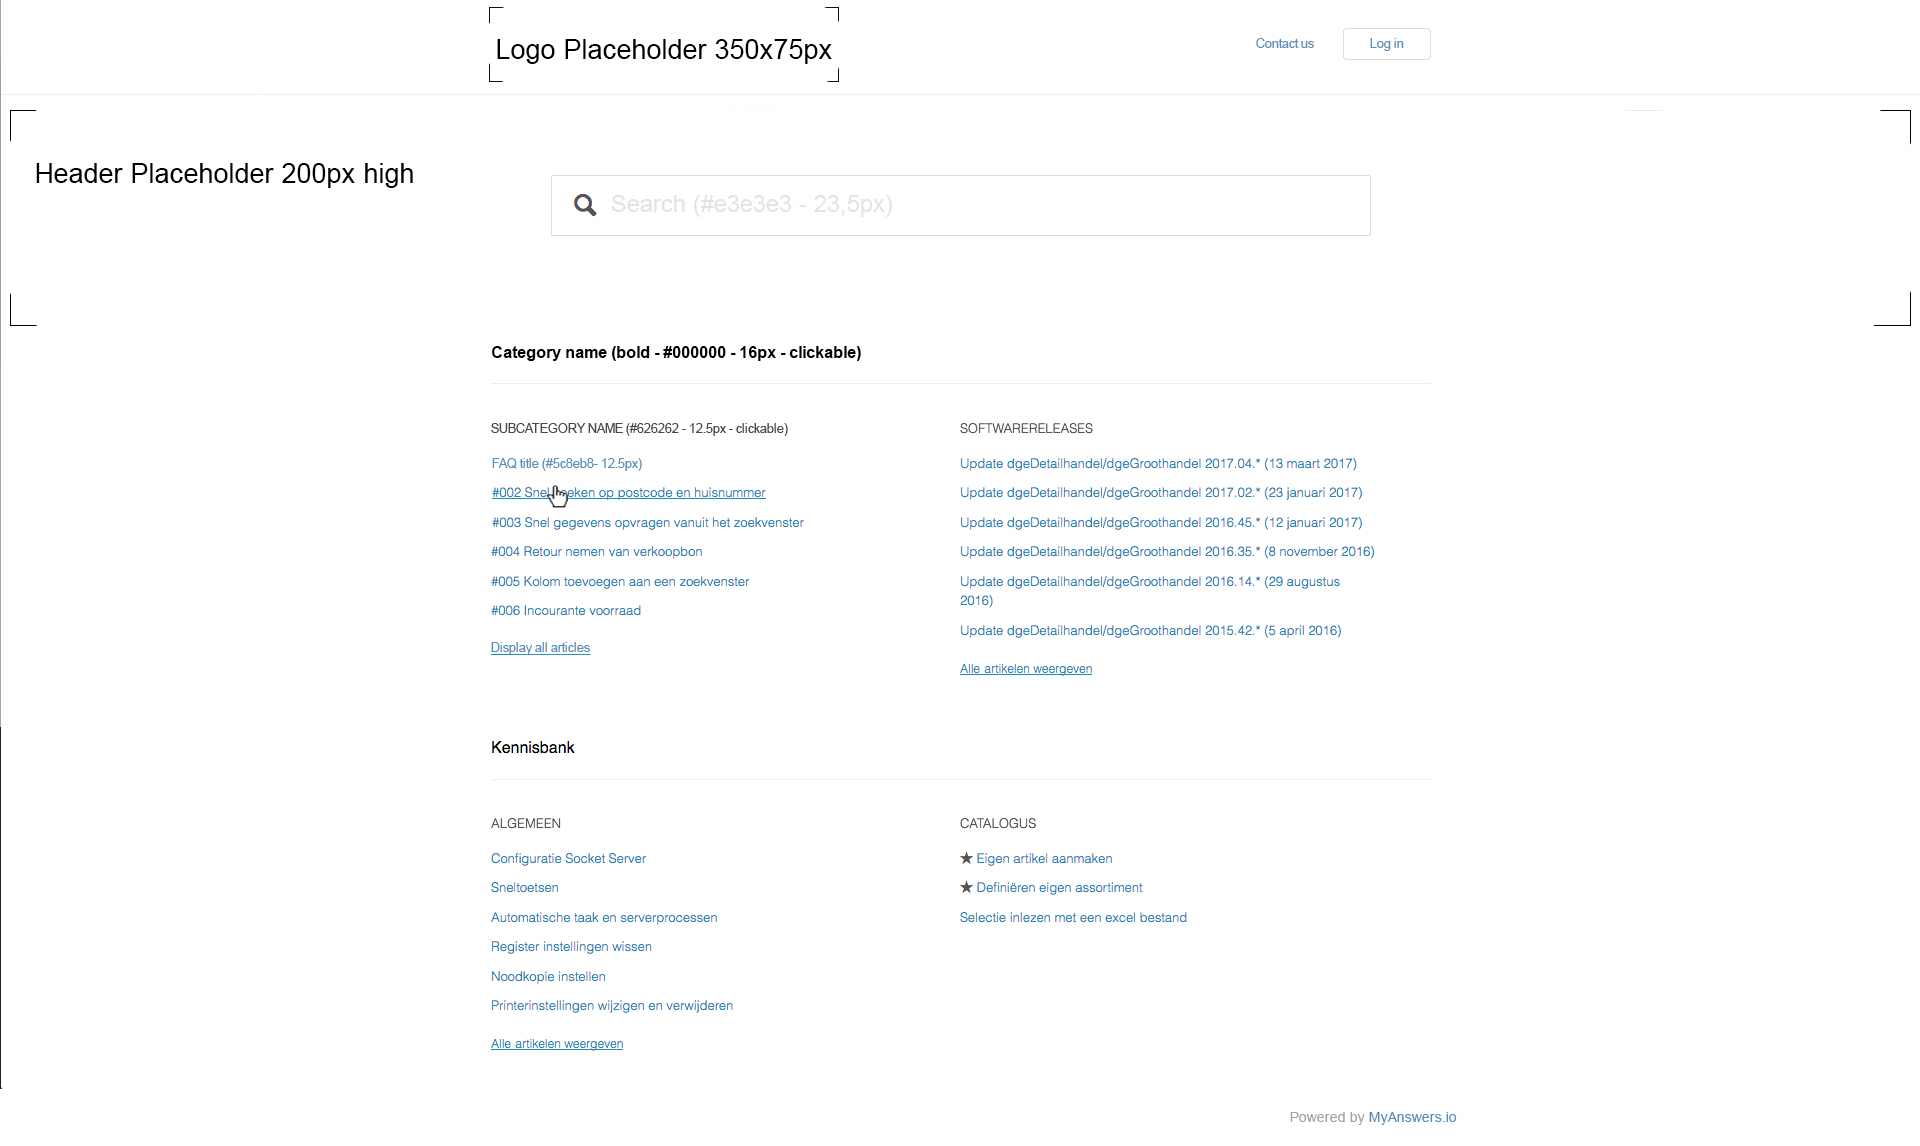 Logo Placeholder 350x75px
Contact us
Log in
Header Placeholder 200px high
Search (#e3e3e3 - 23,5px)
Category name (bold - #000000 - 16px - clickable)
SUBCATEGORY NAME (#626262 - 12.5px - clickable)
FAQ title (#5c8eb8- 12.5px)
#002 Snel zoeken op postcode en huisnummer
#003 Snel gegevens opvragen vanuit het zoekvenster
#004 Retour nemen van verkoopbon
#005 Kolom toevoegen aan een zoekvenster
#006 Incourante voorraad
Display all articles
SOFTWARERELEASES
Update dgeDetailhandel/dgeGroothandel 2017.04.* (13 maart 2017)
Update dgeDetailhandel/dgeGroothandel 2017.02.* (23 januari 2017)
Update dgeDetailhandel/dgeGroothandel 2016.45.* (12 januari 2017)
Update dgeDetailhandel/dgeGroothandel 2016.35.* (8 november 2016)
Update dgeDetailhandel/dgeGroothandel 2016.14.* (29 augustus
2016)
Update dgeDetailhandel/dgeGroothandel 2015.42.* (5 april 2016)
Alle artikelen weergeven
Kennisbank
ALGEMEEN
Configuratie Socket Server
Sneltoetsen
Automatische taak en serverprocessen
Register instellingen wissen
Noodkopie instellen
Printerinstellingen wijzigen en verwijderen
Alle artikelen weergeven
CATALOGUS
★ Eigen artikel aanmaken
★ Definiëren eigen assortiment
Selectie inlezen met een excel bestand
Powered by MyAnswers.io